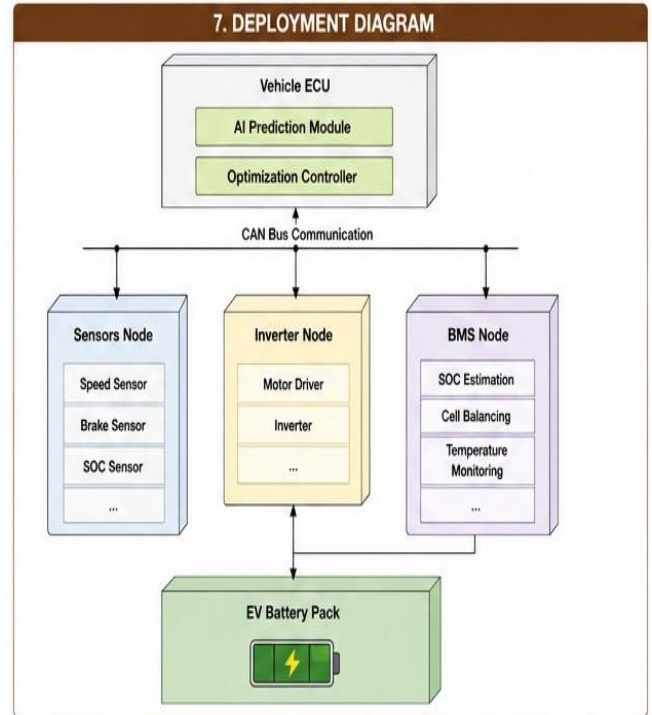 7. DEPLOYMENT DIAGRAM
Vehicle ECU
AI Prediction Module
Optimization Controller
CAN Bus Communication
Sensors Node
Speed Sensor
Brake Sensor
SOC Sensor
...
Inverter Node
Motor Driver
Inverter
...
BMS Node
SOC Estimation
Cell Balancing
Temperature
Monitoring
...
EV Battery Pack